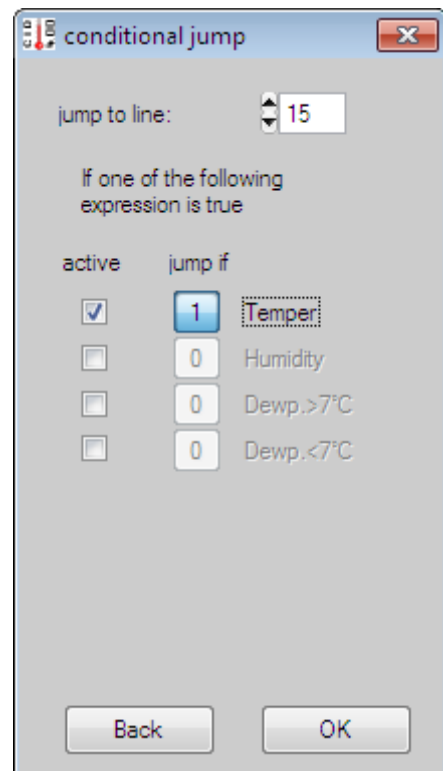 conditional jump
jump to line: 15
If one of the following
expression is true
active jump if
1 Temper
0 Humidity
0 Dewp.>7°C
0 Dewp.<7°C
Back OK